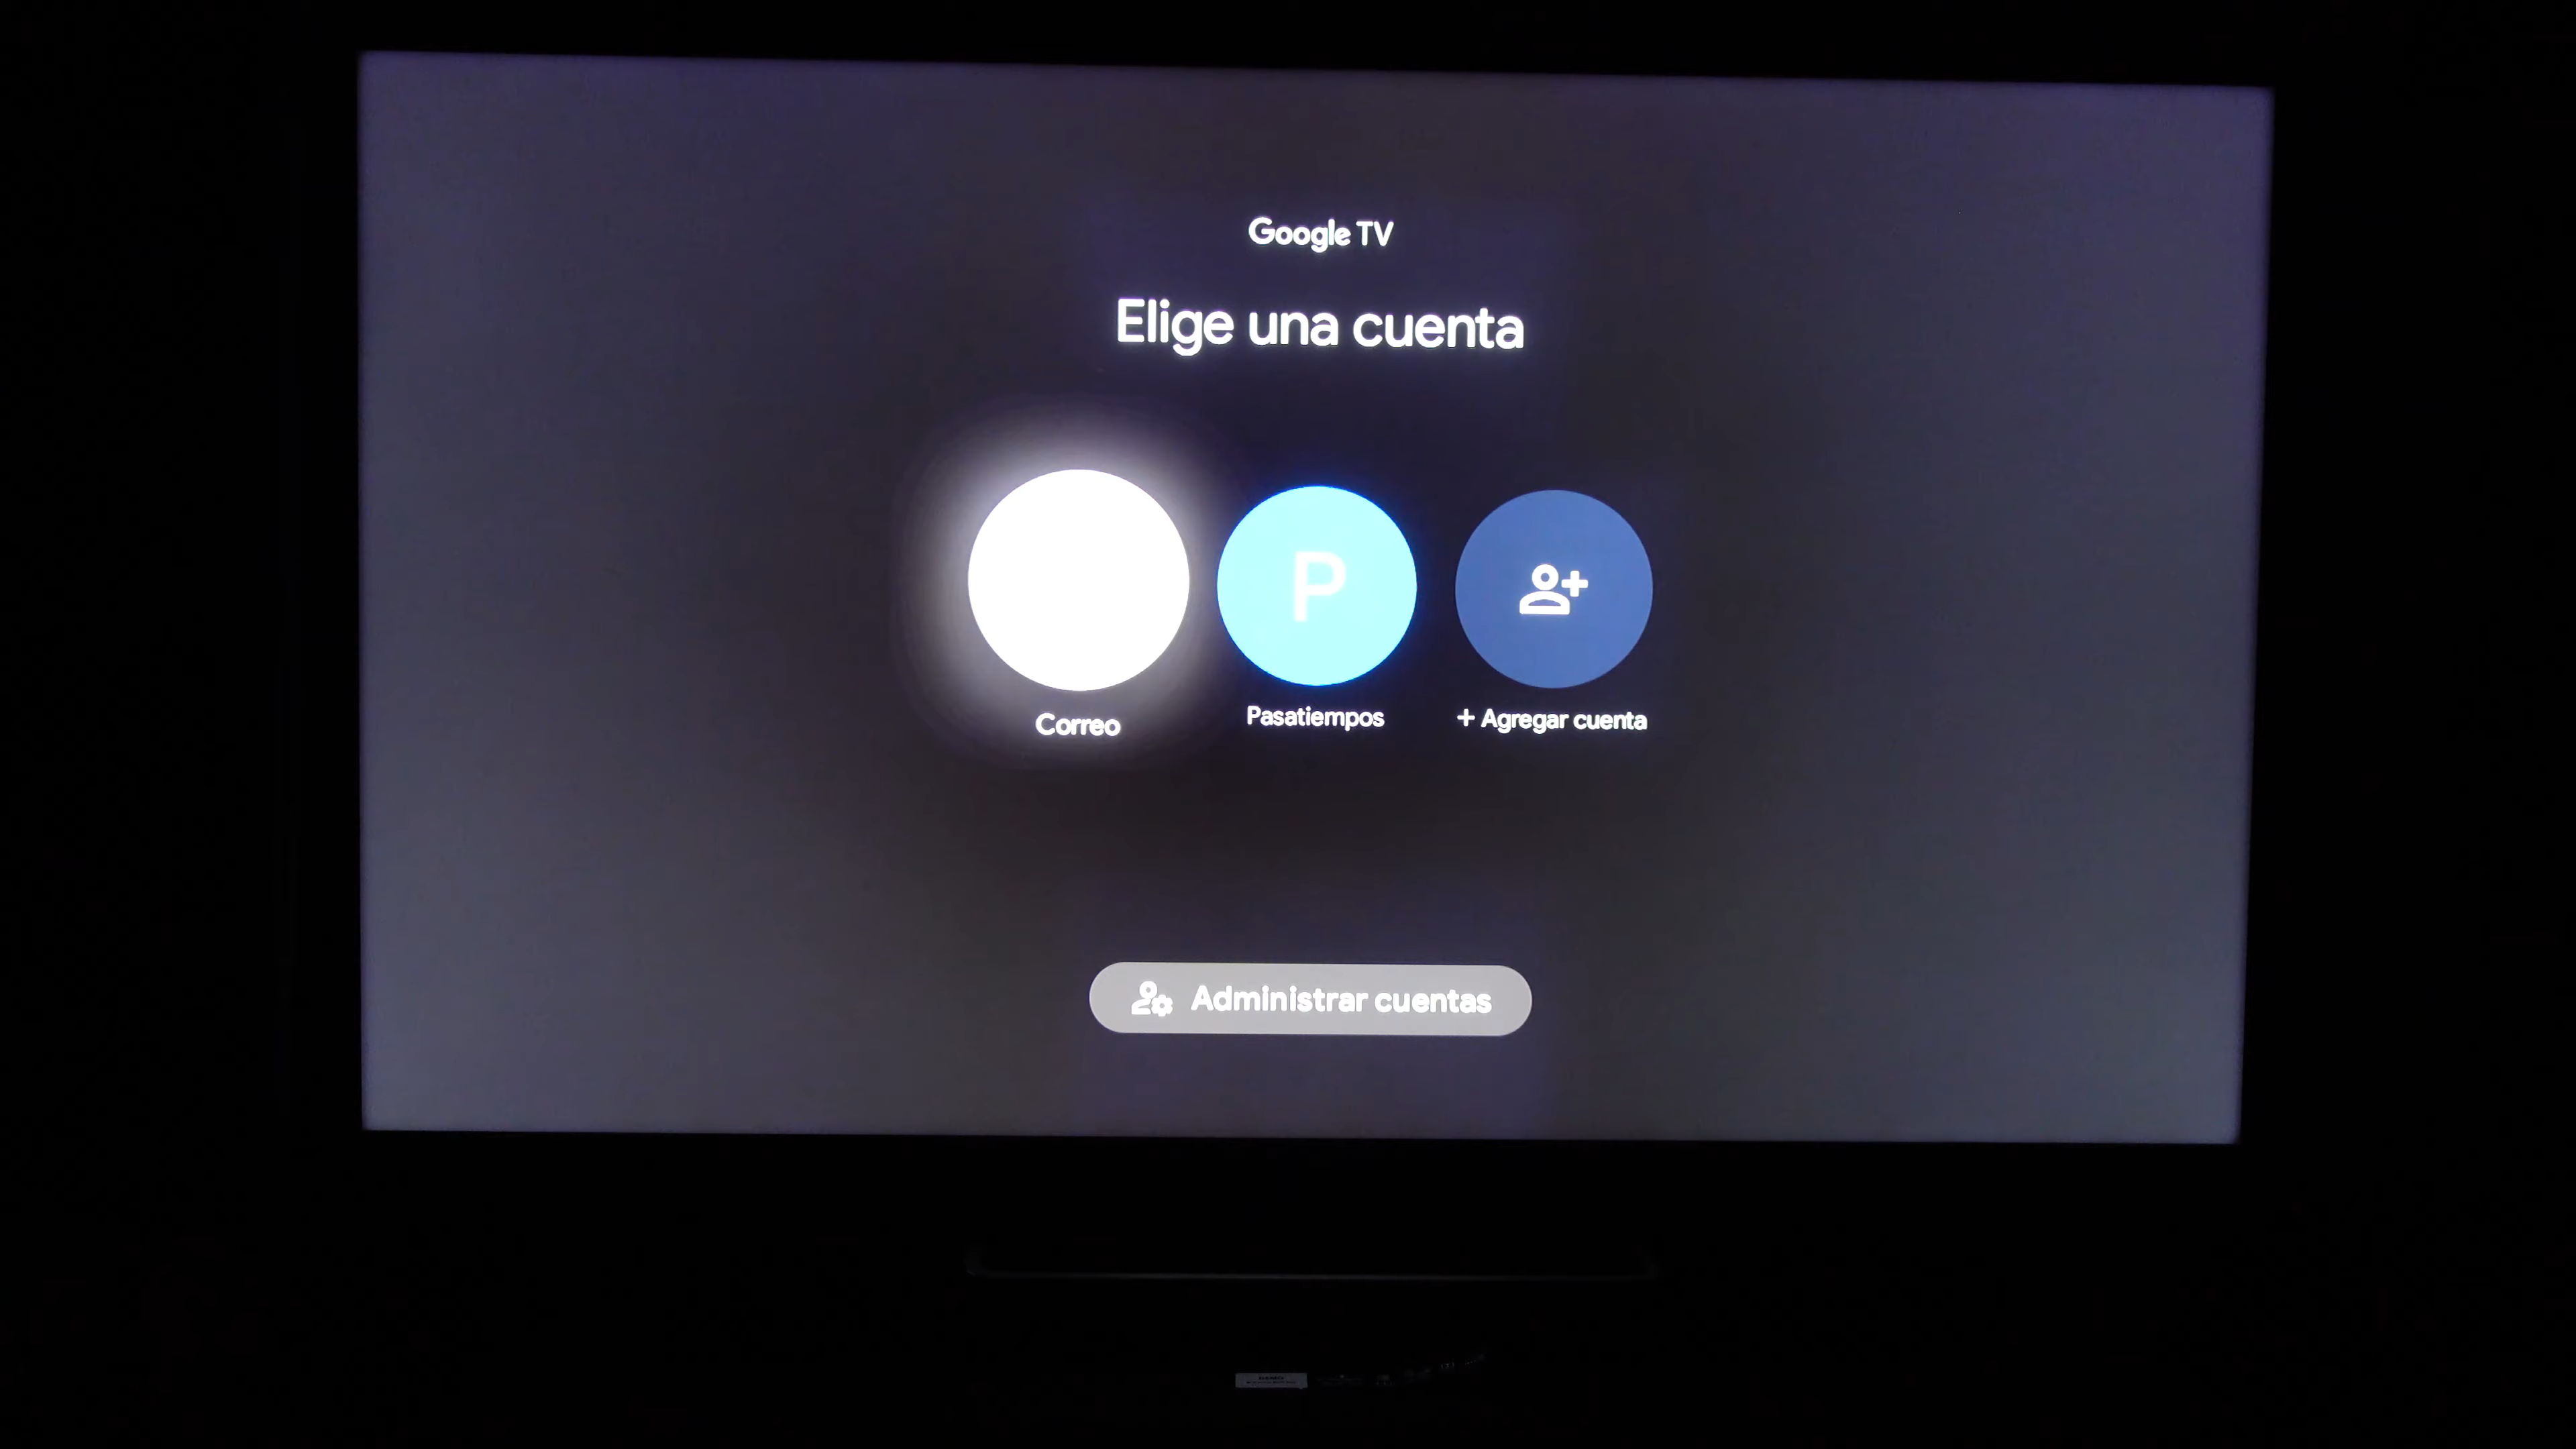 Google TV
Elige una cuenta
P
Correo
Pasatiempos
+ Agregar cuenta
Administrar cuentas